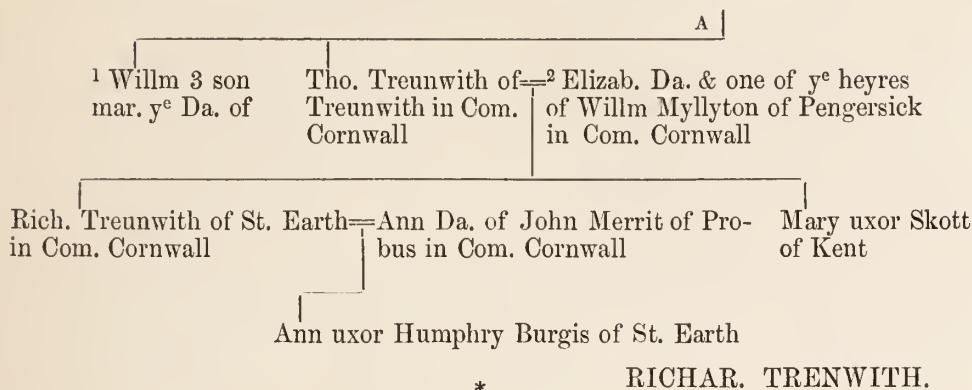 A
¹ Willm 3 son
mar. yᵉ Da. of
Tho. Treunwith of
Treunwith in Com.
Cornwall
² Elizab. Da. & one of yᵉ heyres
of Willm Myllyton of Pengersick
in Com. Cornwall
Rich. Treunwith of St. Earth
in Com. Cornwall
Ann Da. of John Merrit of Pro-
bus in Com. Cornwall
Mary uxor Skott
of Kent
Ann uxor Humphry Burgis of St. Earth
* RICHAR. TRENWITH.